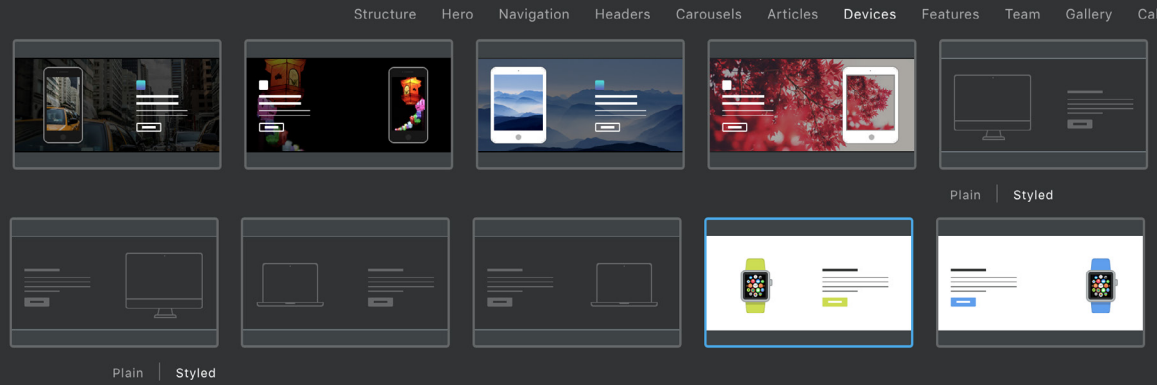 Structure Hero Navigation Headers Carousels Articles Devices Features Team Gallery
Plain Styled
Plain Styled